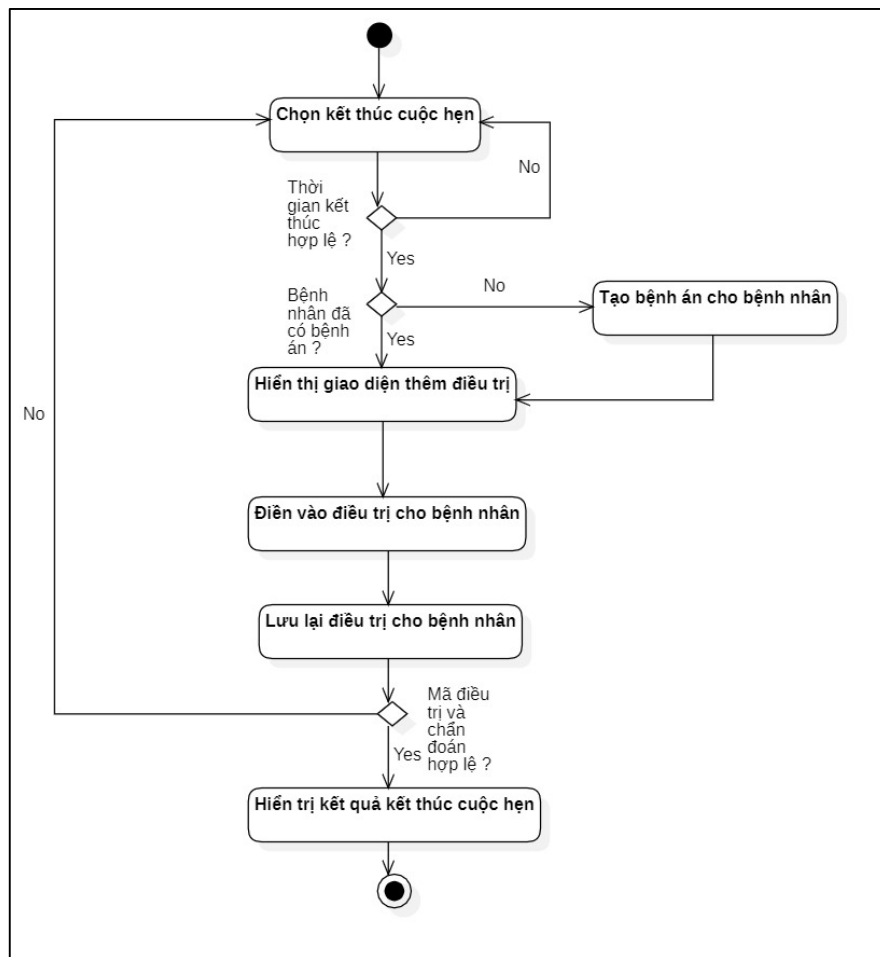 Chọn kết thúc cuộc hẹn
No
Thời
gian kết
thúc
hợp lệ ?
Yes
Bệnh
nhân đã
có bệnh
án ?
No
Tạo bệnh án cho bệnh nhân
Yes
Hiển thị giao diện thêm điều trị
No
Điền vào điều trị cho bệnh nhân
Lưu lại điều trị cho bệnh nhân
Mã điều
trị và
chẩn
đoán
hợp lệ ?
Yes
Hiển trị kết quả kết thúc cuộc hẹn